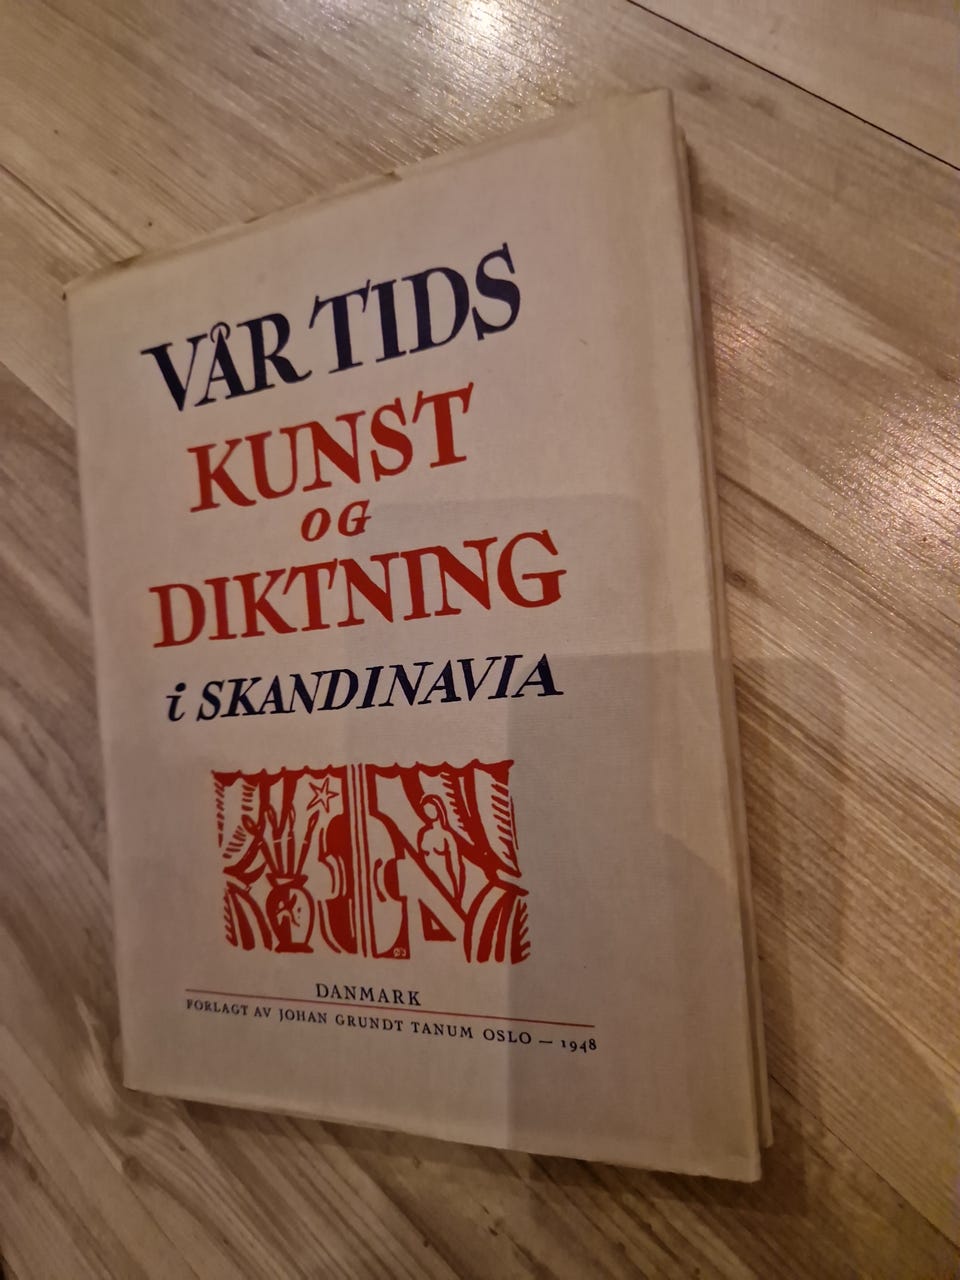 VÅR TIDS
KUNST
OG
DIKTNING
i SKANDINAVIA
DANMARK
FORLAGT AV JOHAN GRUNDT TANUM OSLO — 1948